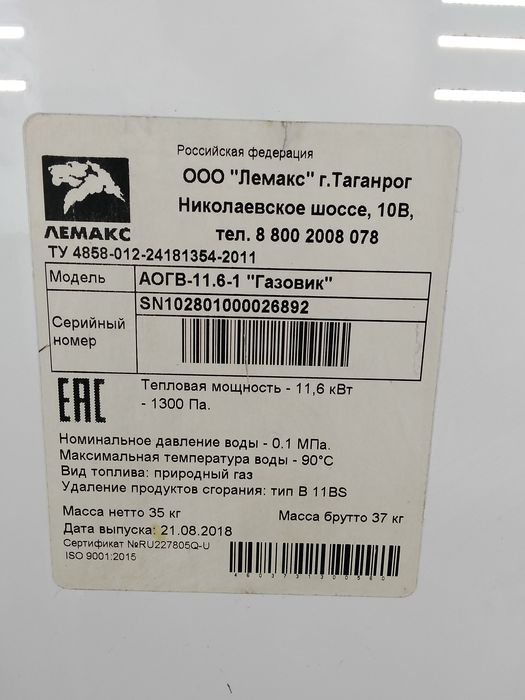 Российская федерация
ООО "Лемакс" г.Таганрог
Николаевское шоссе, 10В,
тел. 8 800 2008 078
ЛЕМАКС
ТУ 4858-012-24181354-2011
Модель АОГВ-11.6-1 "Газовик"
Серийный номер SN102801000026892
EAC
Тепловая мощность - 11,6 кВт
- 1300 Па.
Номинальное давление воды - 0.1 МПа.
Максимальная температура воды - 90°C
Вид топлива: природный газ
Удаление продуктов сгорания: тип В 11BS
Масса нетто 35 кг Масса брутто 37 кг
Дата выпуска: 21.08.2018
Сертификат №RU227805Q-U
ISO 9001:2015